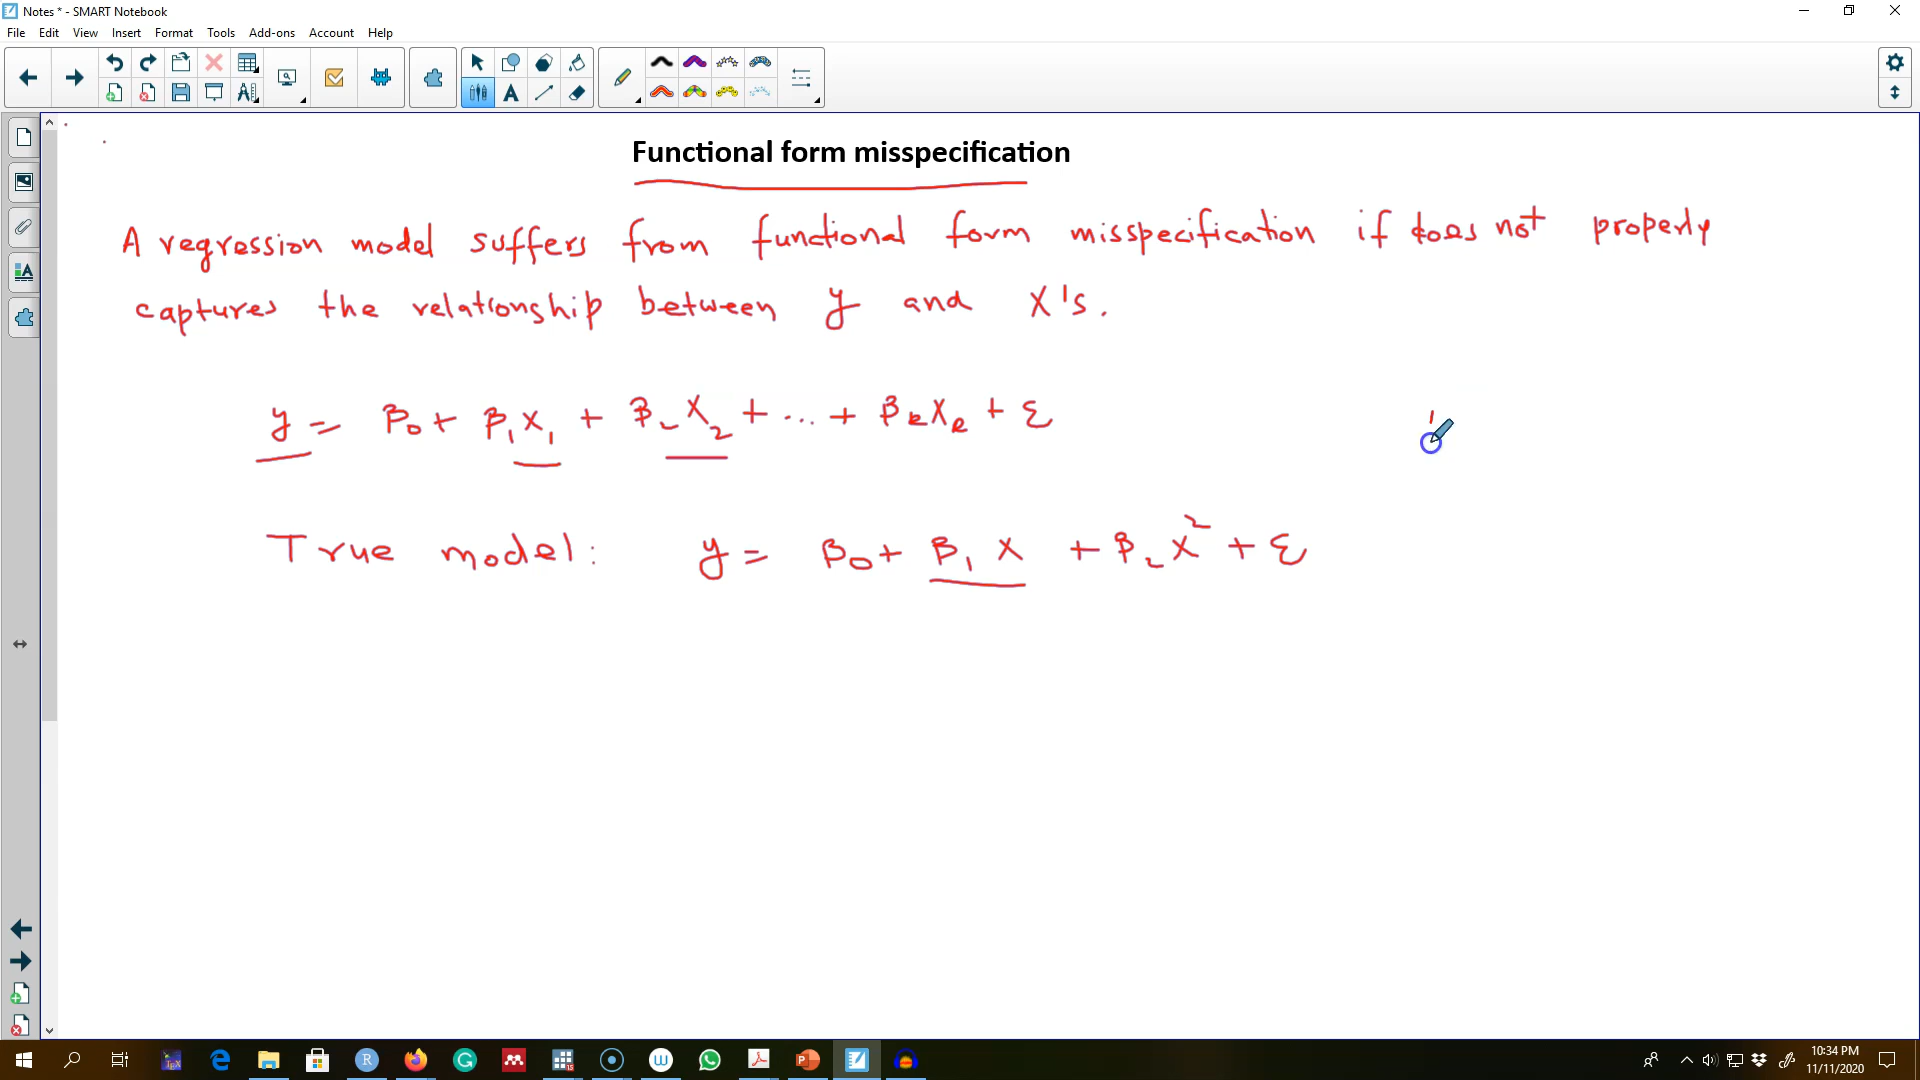 Notes * - SMART Notebook
File Edit View Insert Format Tools Add-ons Account Help
Functional form misspecification
A regression model suffers from functional form misspecification if does not properly
captures the relationship between y and X's.
y = β₀ + β₁X₁ + β₂X₂ + ... + βₖXₖ + ε
True model: y = β₀ + β₁ X + β₂X² + ε
10:34 PM
11/11/2020